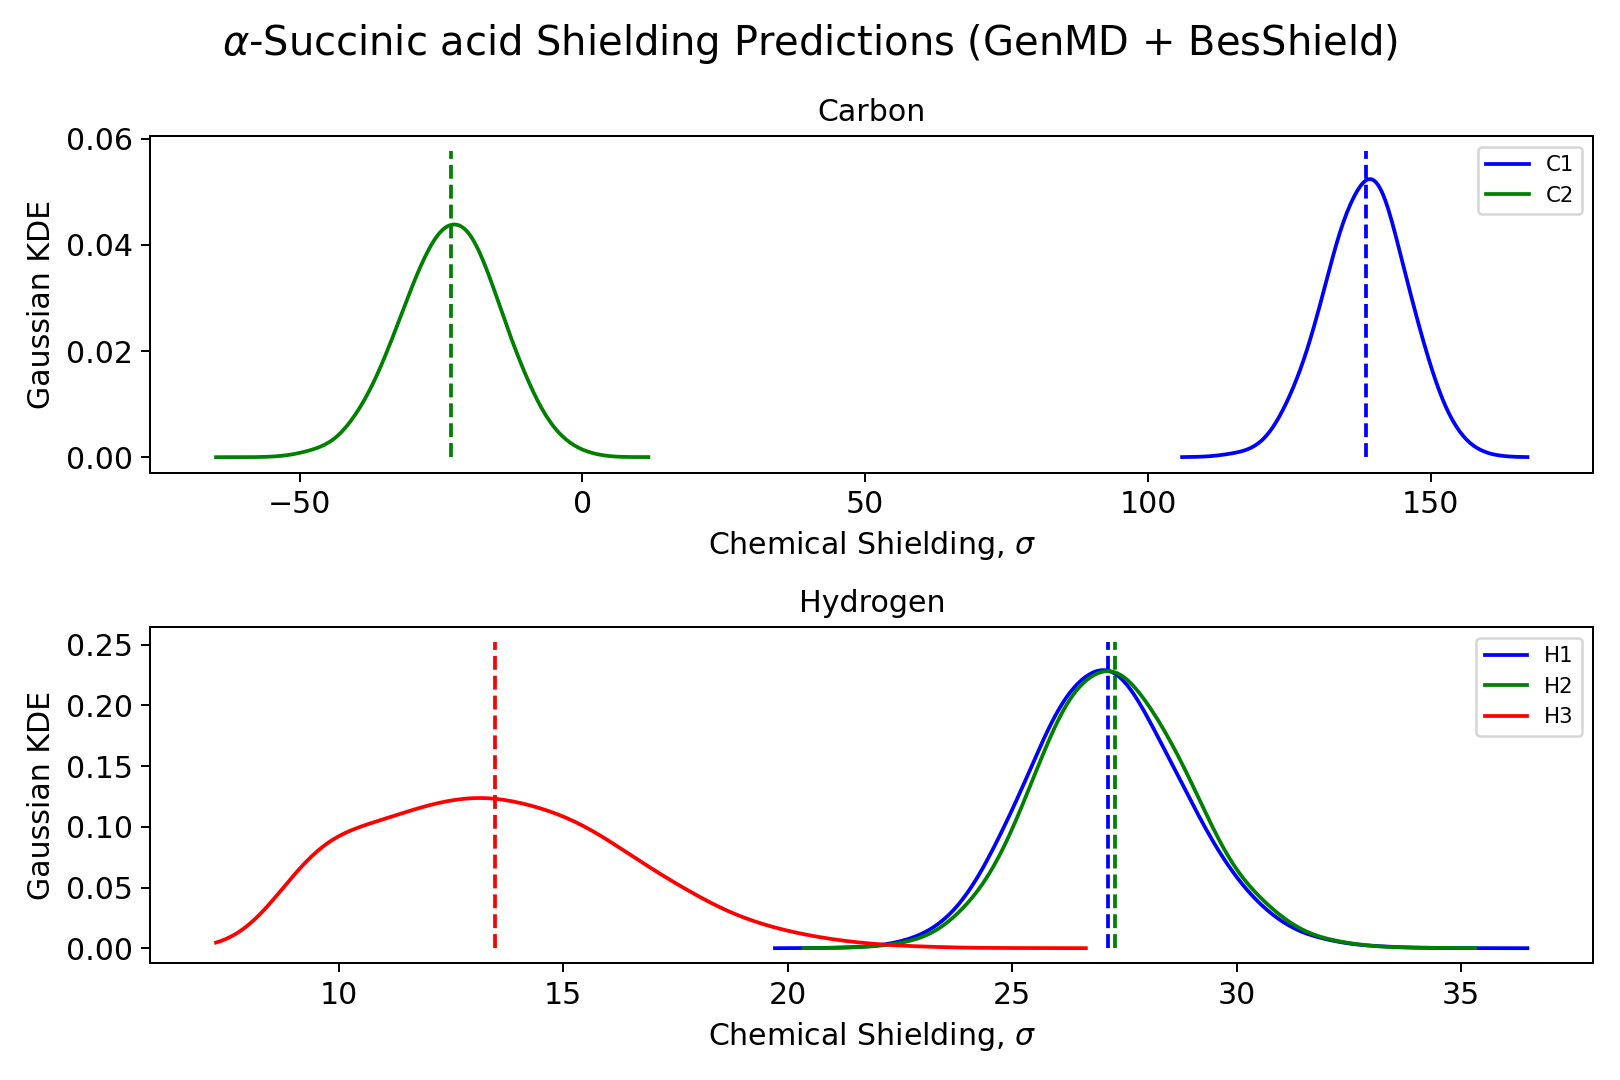 α-Succinic acid Shielding Predictions (GenMD + BesShield)
Carbon
Gaussian KDE
0.06
0.04
0.02
0.00
C1
C2
−50 0 50 100 150
Chemical Shielding, σ
Hydrogen
Gaussian KDE
0.25
0.20
0.15
0.10
0.05
0.00
H1
H2
H3
10 15 20 25 30 35
Chemical Shielding, σ